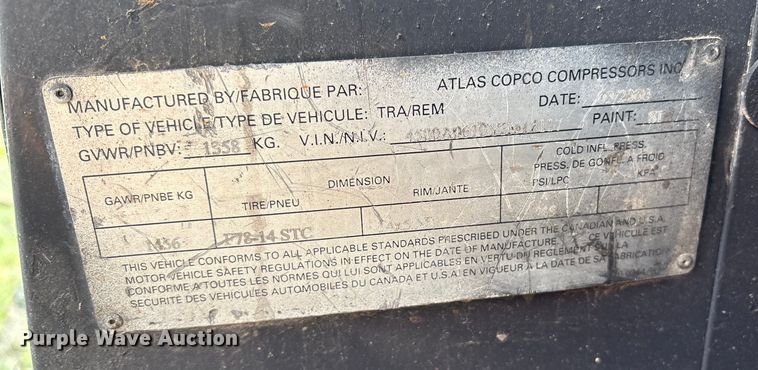 MANUFACTURED BY/FABRIQUE PAR: ATLAS COPCO COMPRESSORS INC
TYPE OF VEHICLE/TYPE DE VEHICULE: TRA/REM DATE:
GVWR/PNBV: 1358 KG. V.I.N./N.I.V. PAINT:
GAWR/PNBE KG DIMENSION COLD INFL. PRESS.
TIRE/PNEU RIM/JANTE PRESS. DE GONFL. A FROID
PSI/LPC KPA
F78-14 STC
THIS VEHICLE CONFORMS TO ALL APPLICABLE STANDARDS PRESCRIBED UNDER THE CANADIAN AND U.S.A.
MOTOR VEHICLE SAFETY REGULATIONS IN EFFECT ON THE DATE OF MANUFACTURE. CE VEHICULE EST
CONFORME A TOUTES LES NORMES QUI LUI SONT APPLICABLES EN VERTU DU REGLEMENT SUR LA
SECURITE DES VEHICULES AUTOMOBILES DU CANADA ET U.S.A. EN VIGUEUR A LA DATE DE SA FABRICATION.
Purple Wave Auction